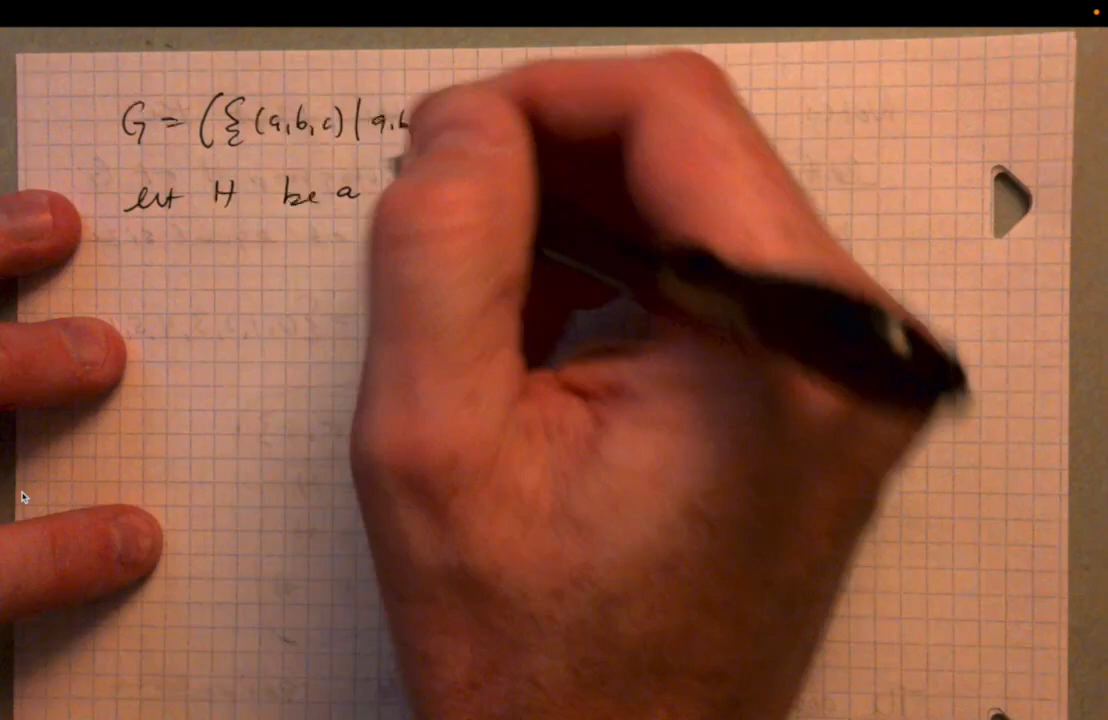 G = ({(a,b,c) | a,b
let H be a